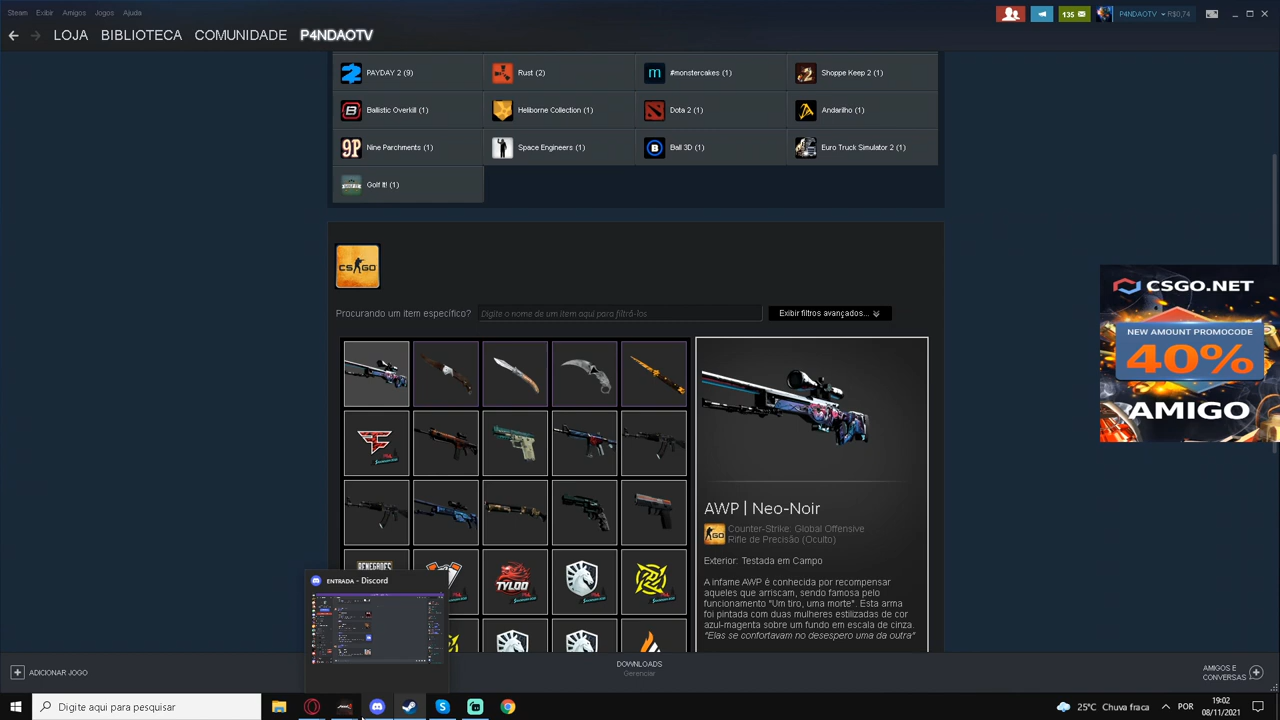 Steam Exibir Amigos Jogos Ajuda
135 P4NDAOTV R$0,74
LOJA BIBLIOTECA COMUNIDADE P4NDAOTV
PAYDAY 2 (9) Rust (2) #monstercakes (1) Shoppe Keep 2 (1)
Ballistic Overkill (1) Heliborne Collection (1) Dota 2 (1) Andarilho (1)
Nine Parchments (1) Space Engineers (1) Ball 3D (1) Euro Truck Simulator 2 (1)
Golf It! (1)
CS GO
Procurando um item específico? Digite o nome de um item aqui para filtrá-los Exibir filtros avançados...
CSGO.NET
NEW AMOUNT PROMOCODE
40%
AMIGO
AWP | Neo-Noir
Counter-Strike: Global Offensive
Rifle de Precisão (Oculto)
Exterior: Testada em Campo
A infame AWP é conhecida por recompensar
aqueles que arriscam, sendo famosa pelo
funcionamento "Um tiro, uma morte". Esta arma
foi pintada com duas mulheres estilizadas de cor
azul-magenta sobre um fundo em escala de cinza.
"Elas se confortavam no desespero uma da outra"
RENEGADES
TYLOO
ENTRADA - Discord
ADICIONAR JOGO
DOWNLOADS
Gerenciar
AMIGOS E
CONVERSAS
Digite aqui para pesquisar
25°C Chuva fraca POR
19:02
08/11/2021